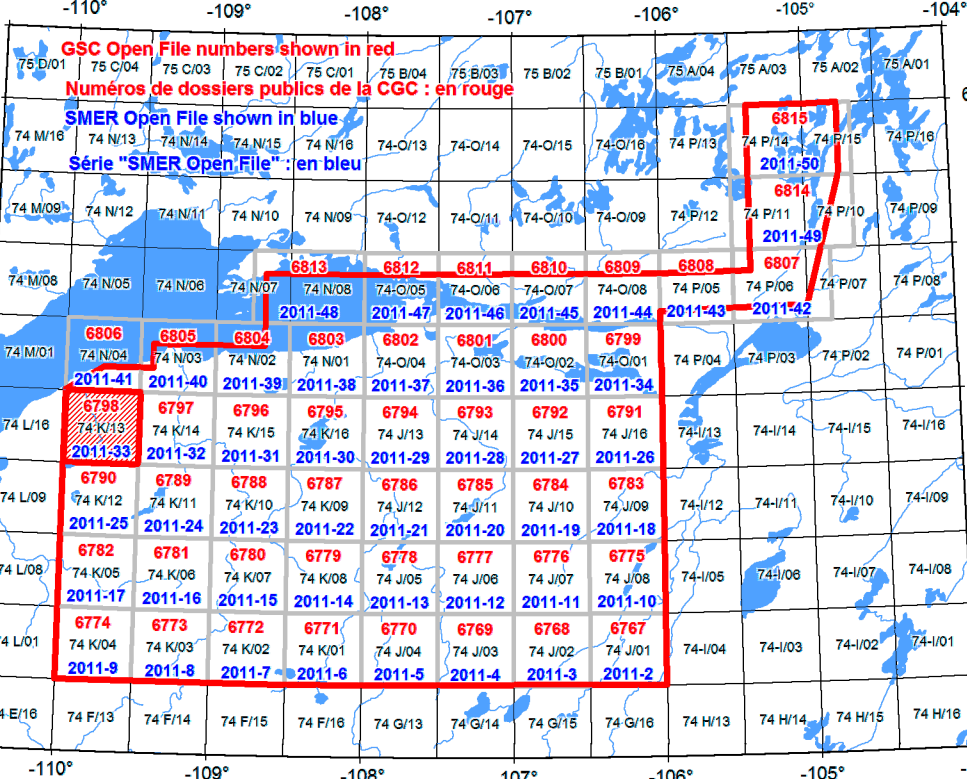 -110° -109° -108° -107° -106° -105° -104°
GSC Open File numbers shown in red
75 D/01 75 C/04 75 C/03 75 C/02 75 C/01 75 B/04 75 B/03 75 B/02 75 B/01 75 A/04 75 A/03 75 A/02 75 A/01
Numéros de dossiers publics de la CGC : en rouge
6
SMER Open File shown in blue
6815
74 M/16 74 N/13 74 N/14 74 N/15 74 N/16 74-O/13 74-O/14 74-O/15 74-O/16 74 P/13 74 P/14 74 P/15 74 P/16
Série "SMER Open File" : en bleu
2011-50
6814
74 M/09 74 N/12 74 N/11 74 N/10 74 N/09 74-O/12 74-O/11 74-O/10 74-O/09 74 P/12 74 P/11 74 P/10 74 P/09
2011-49
6813 6812 6811 6810 6809 6808 6807
74 M/08 74 N/05 74 N/06 74 N/07 74 N/08 74-O/05 74-O/06 74-O/07 74-O/08 74 P/05 74 P/06 74 P/07 74 P/08
2011-48 2011-47 2011-46 2011-45 2011-44 2011-43 2011-42
6806 6805 6804 6803 6802 6801 6800 6799
74 M/01 74 N/04 74 N/03 74 N/02 74 N/01 74-O/04 74-O/03 74-O/02 74-O/01 74 P/04 74 P/03 74 P/02 74 P/01
2011-41 2011-40 2011-39 2011-38 2011-37 2011-36 2011-35 2011-34
6798 6797 6796 6795 6794 6793 6792 6791
74 L/16 74 K/13 74 K/14 74 K/15 74 K/16 74 J/13 74 J/14 74 J/15 74 J/16 74-I/13 74-I/14 74-I/15 74-I/16
2011-33 2011-32 2011-31 2011-30 2011-29 2011-28 2011-27 2011-26
6790 6789 6788 6787 6786 6785 6784 6783
74 L/09 74 K/12 74 K/11 74 K/10 74 K/09 74 J/12 74 J/11 74 J/10 74 J/09 74-I/12 74-I/11 74-I/10 74-I/09
2011-25 2011-24 2011-23 2011-22 2011-21 2011-20 2011-19 2011-18
6782 6781 6780 6779 6778 6777 6776 6775
74 L/08 74 K/05 74 K/06 74 K/07 74 K/08 74 J/05 74 J/06 74 J/07 74 J/08 74-I/05 74-I/06 74-I/07 74-I/08
2011-17 2011-16 2011-15 2011-14 2011-13 2011-12 2011-11 2011-10
6774 6773 6772 6771 6770 6769 6768 6767
4 L/01 74 K/04 74 K/03 74 K/02 74 K/01 74 J/04 74 J/03 74 J/02 74 J/01 74-I/04 74-I/03 74-I/02 74-I/01
2011-9 2011-8 2011-7 2011-6 2011-5 2011-4 2011-3 2011-2
4 E/16 74 F/13 74 F/14 74 F/15 74 F/16 74 G/13 74 G/14 74 G/15 74 G/16 74 H/13 74 H/14 74 H/15 74 H/16
-110° -109° -108° -107° -106° -105°